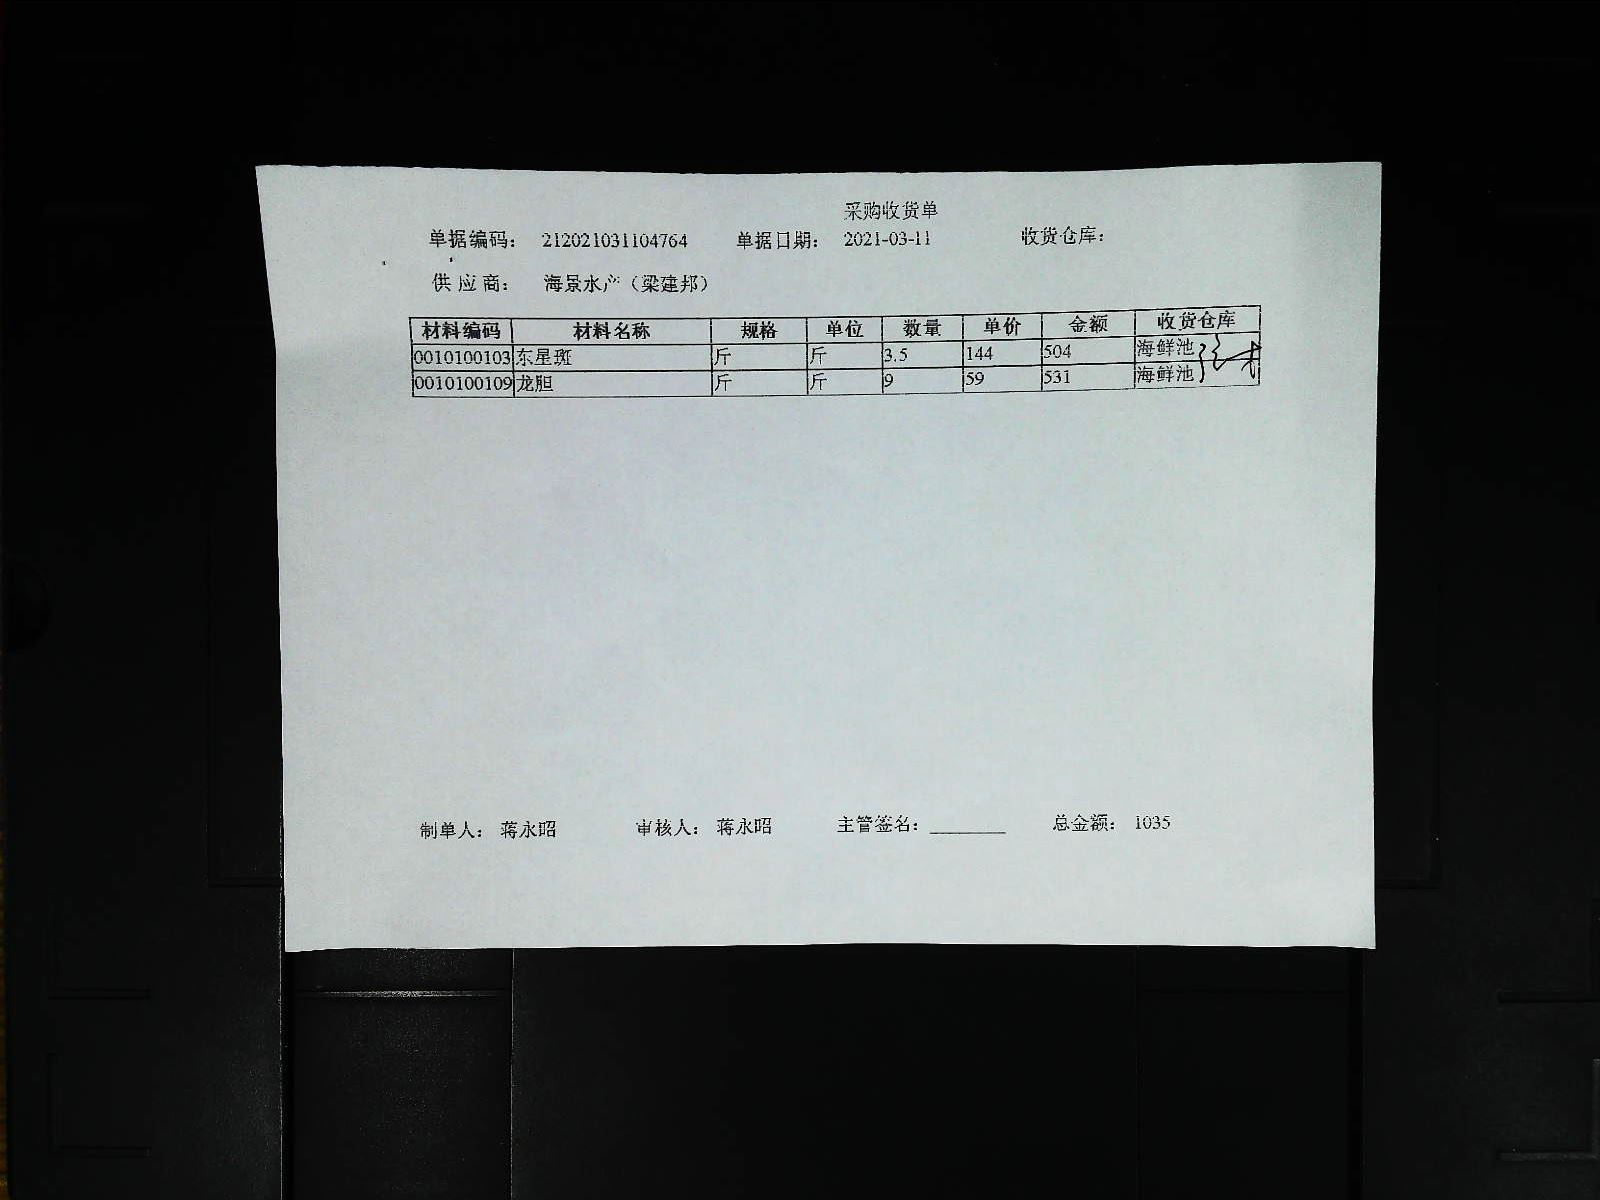 采购收货单
单据编码： 212021031104764 单据日期： 2021-03-11 收货仓库：
供应商： 海景水产（梁建邦）
材料编码 材料名称 规格 单位 数量 单价 金额 收货仓库
0010100103 东星斑 斤 斤 3.5 144 504 海鲜池
0010100109 龙胆 斤 斤 9 59 531 海鲜池
制单人： 蒋永昭 审核人： 蒋永昭 主管签名：________ 总金额： 1035